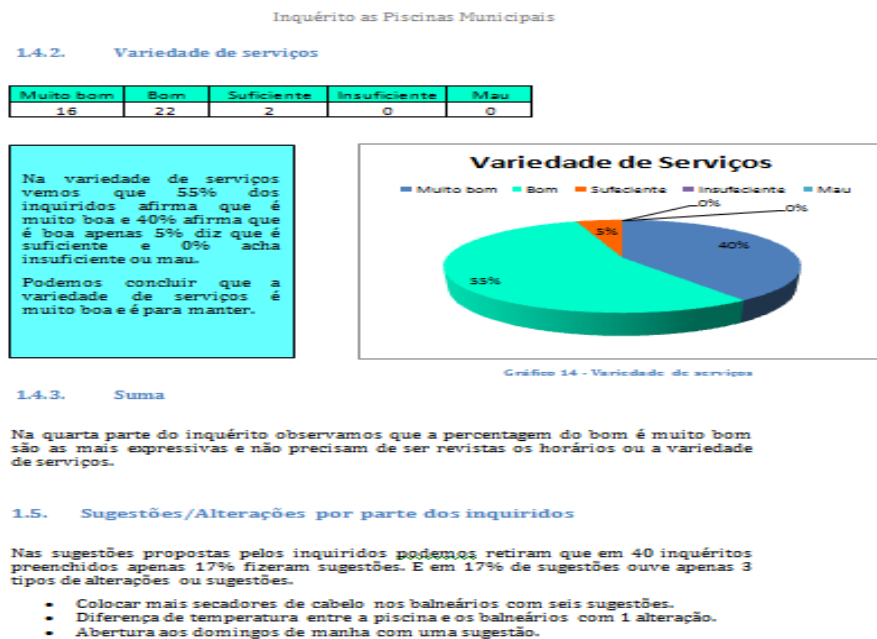 Inquérito as Piscinas Municipais
1.4.2. Variedade de serviços
Muito bom Bom Suficiente Insuficiente Mau
16 22 2 0 0
Na variedade de serviços
vemos que 55% dos
inquiridos afirma que é
muito boa e 40% afirma que
é boa apenas 5% diz que é
suficiente e 0% acha
insuficiente ou mau.
Podemos concluir que a
variedade de serviços é
muito boa e é para manter.
Variedade de Serviços
Muito bom Bom Sufeciente Insufeciente Mau
0% 0%
5%
40%
55%
Gráfico 14 - Variedade de serviços
1.4.3. Suma
Na quarta parte do inquérito observamos que a percentagem do bom é muito bom
são as mais expressivas e não precisam de ser revistas os horários ou a variedade
de serviços.
1.5. Sugestões/Alterações por parte dos inquiridos
Nas sugestões propostas pelos inquiridos podemos retiram que em 40 inquéritos
preenchidos apenas 17% fizeram sugestões. E em 17% de sugestões ouve apenas 3
tipos de alterações ou sugestões.
• Colocar mais secadores de cabelo nos balneários com seis sugestões.
• Diferença de temperatura entre a piscina e os balneários com 1 alteração.
• Abertura aos domingos de manha com uma sugestão.